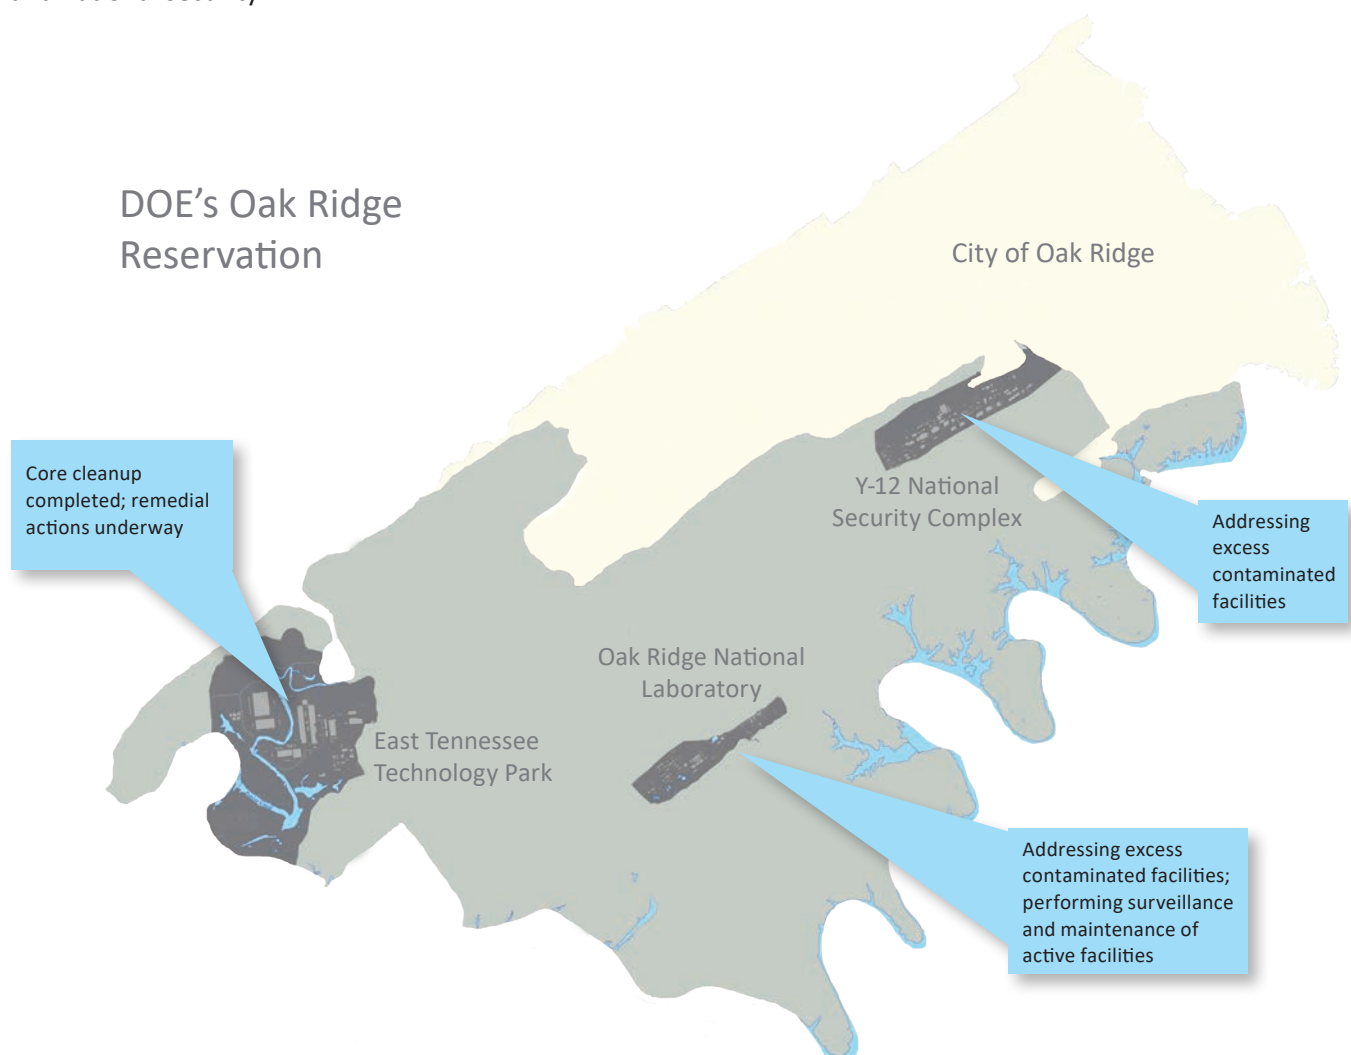 DOE’s Oak Ridge
Reservation
City of Oak Ridge
Core cleanup
completed; remedial
actions underway
Y-12 National
Security Complex
Addressing
excess
contaminated
facilities
Oak Ridge National
Laboratory
East Tennessee
Technology Park
Addressing excess
contaminated facilities;
performing surveillance
and maintenance of
active facilities